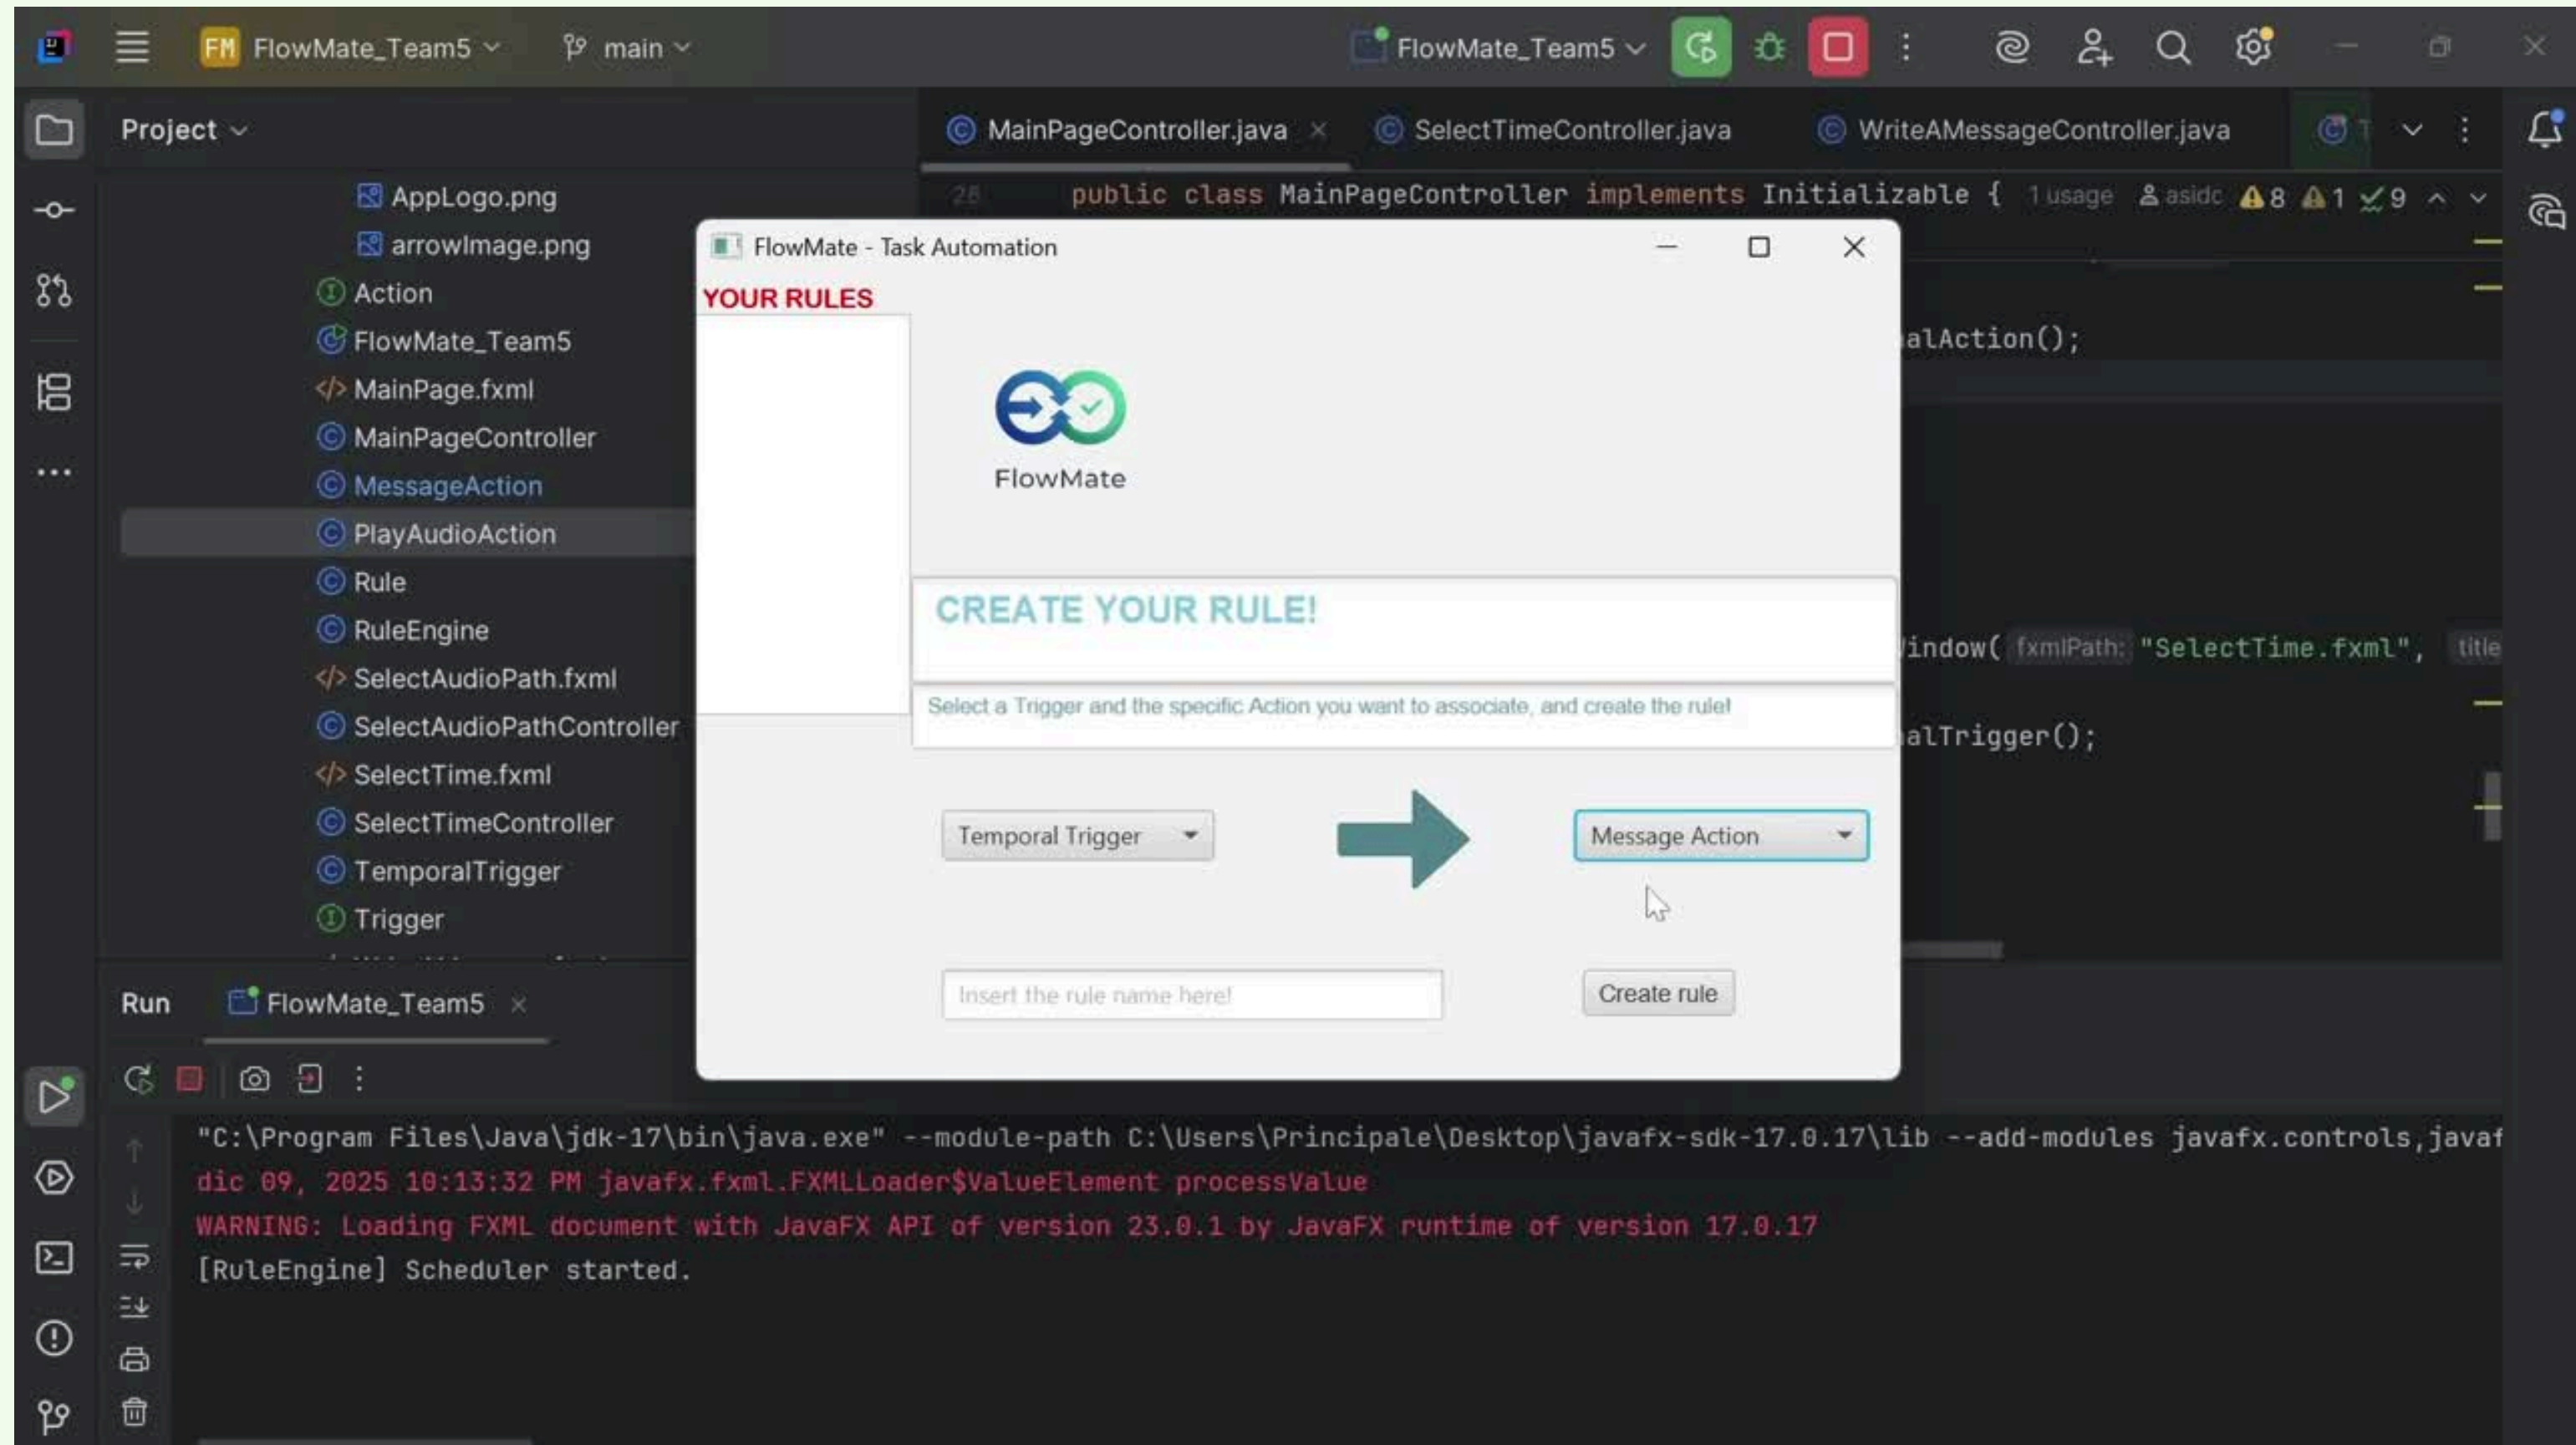 FM FlowMate_Team5 main FlowMate_Team5
Project
MainPageController.java SelectTimeController.java WriteAMessageController.java
AppLogo.png
arrowImage.png
Action
FlowMate_Team5
MainPage.fxml
MainPageController
MessageAction
PlayAudioAction
Rule
RuleEngine
SelectAudioPath.fxml
SelectAudioPathController
SelectTime.fxml
SelectTimeController
TemporalTrigger
Trigger
public class MainPageController implements Initializable { 1 usage asidc 8 1 9
alAction();
indow( fxmlPath: "SelectTime.fxml", title
alTrigger();
FlowMate - Task Automation
YOUR RULES
FlowMate
CREATE YOUR RULE!
Select a Trigger and the specific Action you want to associate, and create the rule!
Temporal Trigger
Message Action
Insert the rule name here!
Create rule
Run FlowMate_Team5
"C:\Program Files\Java\jdk-17\bin\java.exe" --module-path C:\Users\Principale\Desktop\javafx-sdk-17.0.17\lib --add-modules javafx.controls,javaf
dic 09, 2025 10:13:32 PM javafx.fxml.FXMLLoader$ValueElement processValue
WARNING: Loading FXML document with JavaFX API of version 23.0.1 by JavaFX runtime of version 17.0.17
[RuleEngine] Scheduler started.